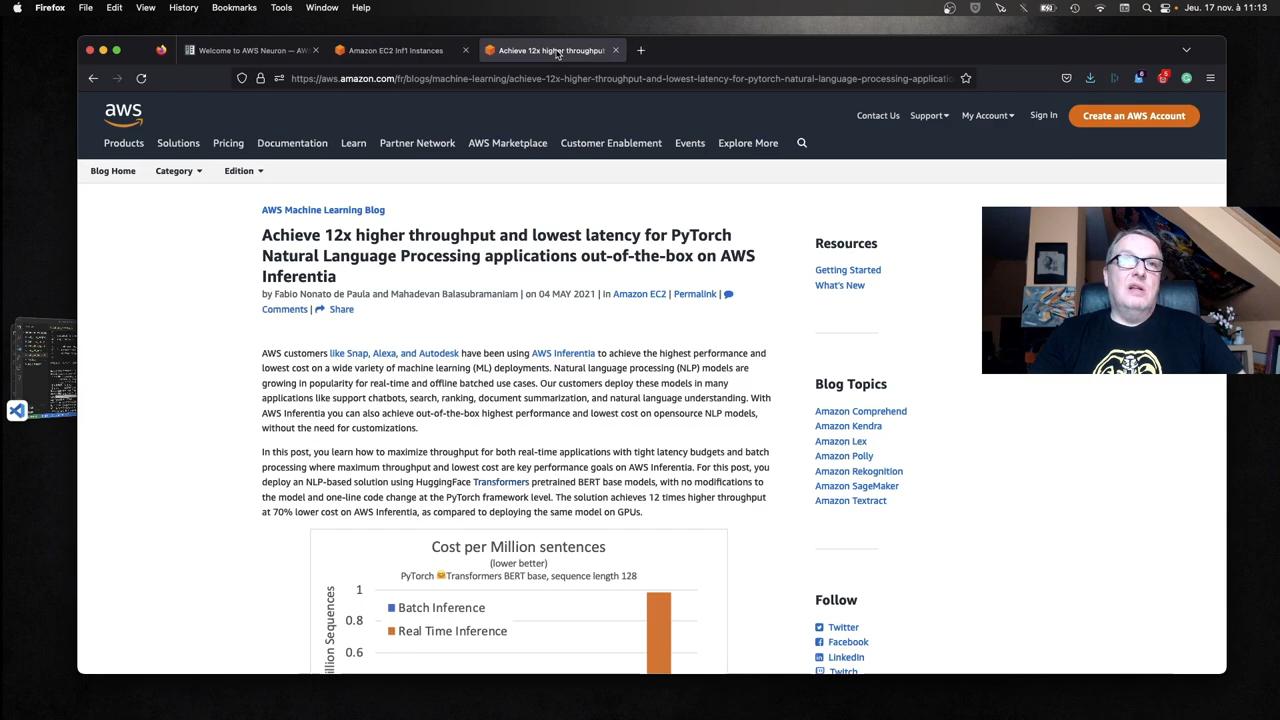 Firefox File Edit View History Bookmarks Tools Window Help Jeu. 17 nov. à 11:13
Welcome to AWS Neuron — AW Amazon EC2 Inf1 Instances Achieve 12x higher throughput
https://aws.amazon.com/fr/blogs/machine-learning/achieve-12x-higher-throughput-and-lowest-latency-for-pytorch-natural-language-processing-applicatio
6 5
aws
Contact Us Support My Account Sign In Create an AWS Account
Products Solutions Pricing Documentation Learn Partner Network AWS Marketplace Customer Enablement Events Explore More
Blog Home Category Edition
AWS Machine Learning Blog
Achieve 12x higher throughput and lowest latency for PyTorch
Natural Language Processing applications out-of-the-box on AWS
Inferentia
by Fabio Nonato de Paula and Mahadevan Balasubramaniam | on 04 MAY 2021 | in Amazon EC2 | Permalink |
Comments | Share
AWS customers like Snap, Alexa, and Autodesk have been using AWS Inferentia to achieve the highest performance and
lowest cost on a wide variety of machine learning (ML) deployments. Natural language processing (NLP) models are
growing in popularity for real-time and offline batched use cases. Our customers deploy these models in many
applications like support chatbots, search, ranking, document summarization, and natural language understanding. With
AWS Inferentia you can also achieve out-of-the-box highest performance and lowest cost on opensource NLP models,
without the need for customizations.
In this post, you learn how to maximize throughput for both real-time applications with tight latency budgets and batch
processing where maximum throughput and lowest cost are key performance goals on AWS Inferentia. For this post, you
deploy an NLP-based solution using HuggingFace Transformers pretrained BERT base models, with no modifications to
the model and one-line code change at the PyTorch framework level. The solution achieves 12 times higher throughput
at 70% lower cost on AWS Inferentia, as compared to deploying the same model on GPUs.
Cost per Million sentences
(lower better)
PyTorch Transformers BERT base, sequence length 128
1
0.8
0.6
illion Sequences
Batch Inference
Real Time Inference
Resources
Getting Started
What's New
Blog Topics
Amazon Comprehend
Amazon Kendra
Amazon Lex
Amazon Polly
Amazon Rekognition
Amazon SageMaker
Amazon Textract
Follow
Twitter
Facebook
Linkedin
Twitch